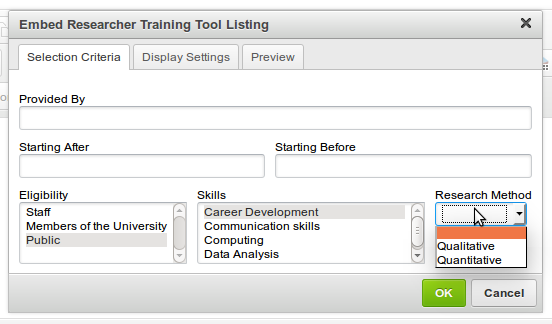 Embed Researcher Training Tool Listing
Selection Criteria
Display Settings
Preview
Provided By
Starting After
Starting Before
Eligibility
Skills
Research Method
Staff
Members of the University
Public
Career Development
Communication skills
Computing
Data Analysis
Qualitative
Quantitative
OK
Cancel